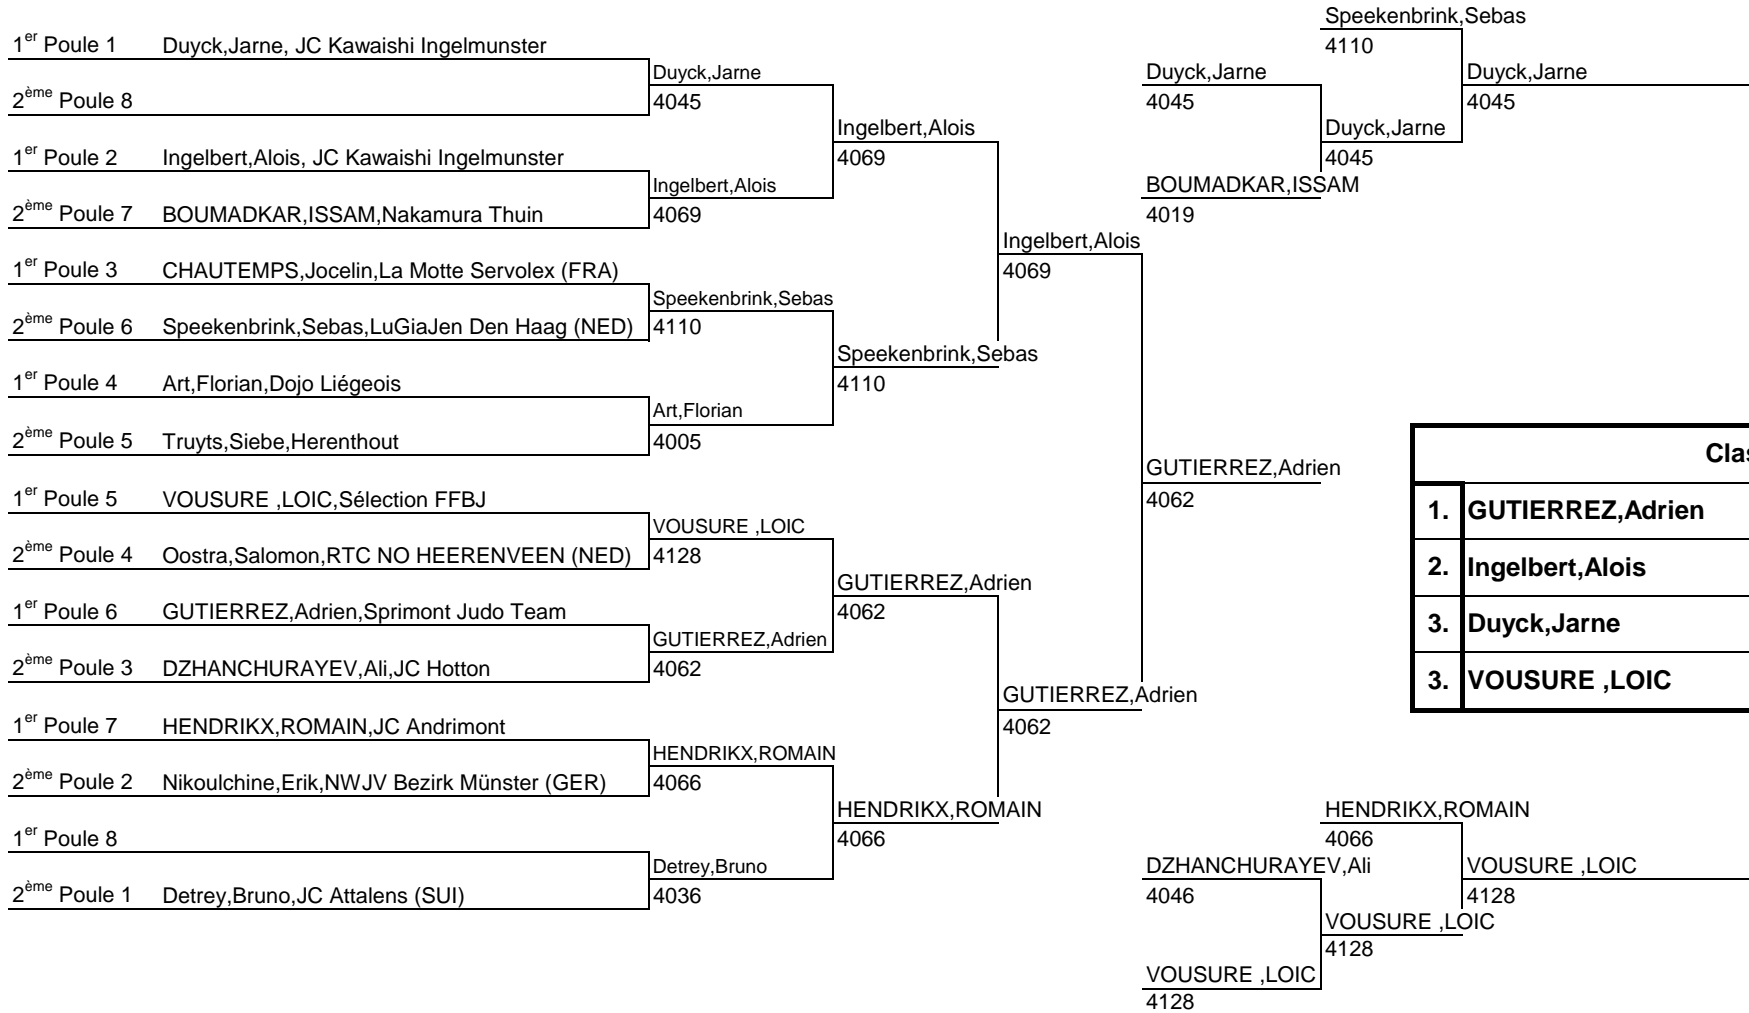 1er Poule 1 Duyck,Jarne, JC Kawaishi Ingelmunster
2ème Poule 8
1er Poule 2 Ingelbert,Alois, JC Kawaishi Ingelmunster
2ème Poule 7 BOUMADKAR,ISSAM,Nakamura Thuin
1er Poule 3 CHAUTEMPS,Jocelin,La Motte Servolex (FRA)
2ème Poule 6 Speekenbrink,Sebas,LuGiaJen Den Haag (NED)
1er Poule 4 Art,Florian,Dojo Liégeois
2ème Poule 5 Truyts,Siebe,Herenthout
1er Poule 5 VOUSURE ,LOIC,Sélection FFBJ
2ème Poule 4 Oostra,Salomon,RTC NO HEERENVEEN (NED)
1er Poule 6 GUTIERREZ,Adrien,Sprimont Judo Team
2ème Poule 3 DZHANCHURAYEV,Ali,JC Hotton
1er Poule 7 HENDRIKX,ROMAIN,JC Andrimont
2ème Poule 2 Nikoulchine,Erik,NWJV Bezirk Münster (GER)
1er Poule 8
2ème Poule 1 Detrey,Bruno,JC Attalens (SUI)
Duyck,Jarne
4045
Ingelbert,Alois
4069
Speekenbrink,Sebas
4110
Art,Florian
4005
VOUSURE ,LOIC
4128
GUTIERREZ,Adrien
4062
HENDRIKX,ROMAIN
4066
Detrey,Bruno
4036
Ingelbert,Alois
4069
Speekenbrink,Sebas
4110
GUTIERREZ,Adrien
4062
HENDRIKX,ROMAIN
4066
Ingelbert,Alois
4069
GUTIERREZ,Adrien
4062
GUTIERREZ,Adrien
4062
Duyck,Jarne
4045
BOUMADKAR,ISSAM
4019
Speekenbrink,Sebas
4110
Duyck,Jarne
4045
Duyck,Jarne
4045
Clas
1. GUTIERREZ,Adrien
2. Ingelbert,Alois
3. Duyck,Jarne
3. VOUSURE ,LOIC
DZHANCHURAYEV,Ali
4046
VOUSURE ,LOIC
4128
HENDRIKX,ROMAIN
4066
VOUSURE ,LOIC
4128
VOUSURE ,LOIC
4128